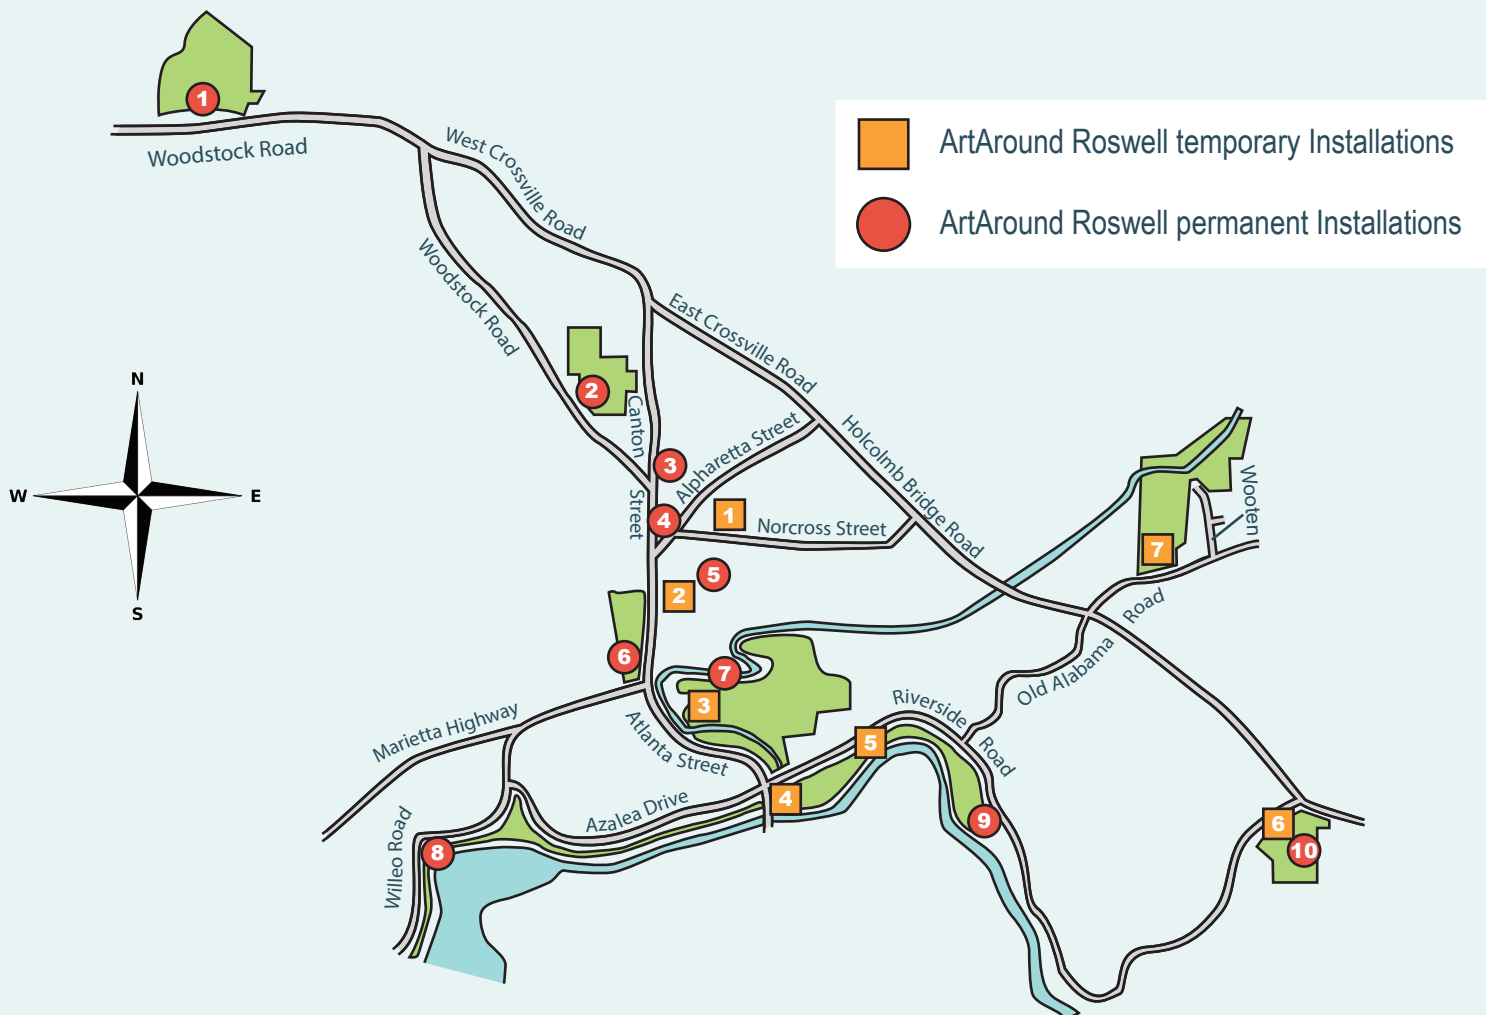 1
Woodstock Road
West Crossville Road
ArtAround Roswell temporary Installations
ArtAround Roswell permanent Installations
Woodstock Road
East Crossville Road
N
W
E
S
2
Canton
Street
3
Alpharetta Street
Holcomb Bridge Road
4
1
Norcross Street
Wooten
7
5
2
6
7
3
Old Alabama
Road
Marietta Highway
Atlanta Street
Riverside
Road
5
4
Azalea Drive
Willeo Road
8
9
6
10